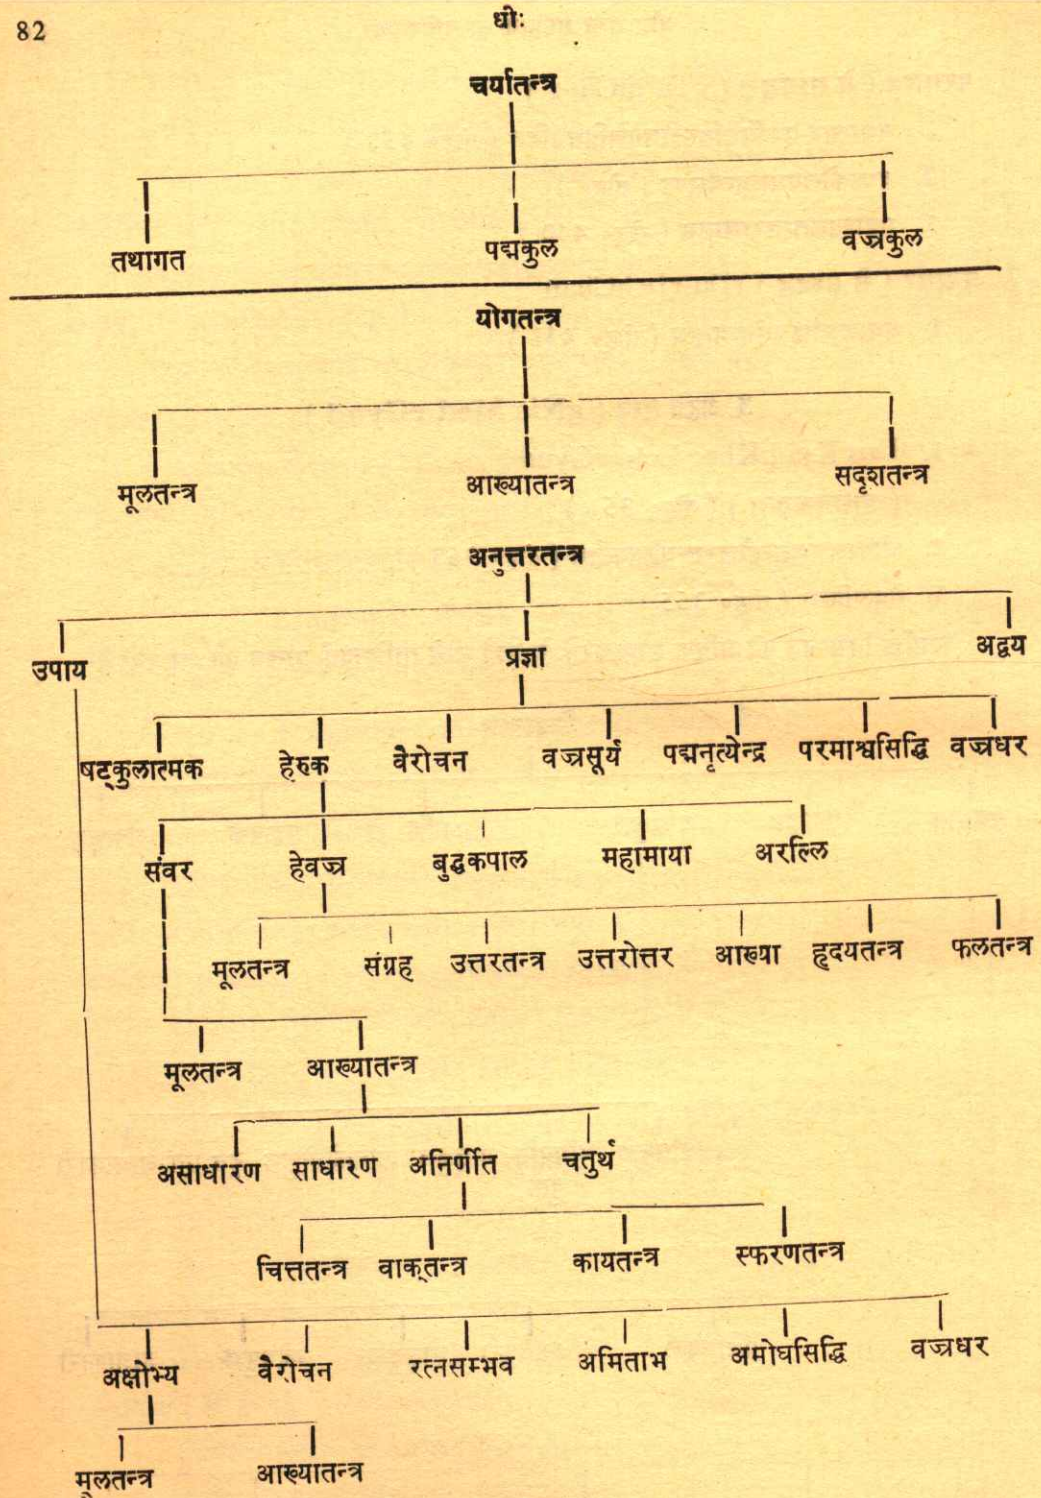 82
धीः
चर्यातन्त्र
तथागत पद्मकुल वज्रकुल
योगतन्त्र
मूलतन्त्र आख्यातन्त्र सदृशतन्त्र
अनुत्तरतन्त्र
उपाय प्रज्ञा अद्वय
षट्कुलात्मक हेरुक वैरोचन वज्रसूर्य पद्मनृत्येन्द्र परमाश्वसिद्धि वज्रधर
संवर हेवज्र बुद्धकपाल महामाया अरल्लि
मूलतन्त्र संग्रह उत्तरतन्त्र उत्तरोत्तर आख्या हृदयतन्त्र फलतन्त्र
मूलतन्त्र आख्यातन्त्र
असाधारण साधारण अनिर्णीत चतुर्थ
चित्ततन्त्र वाक्तन्त्र कायतन्त्र स्फरणतन्त्र
अक्षोभ्य वैरोचन रत्नसम्भव अमिताभ अमोघसिद्धि वज्रधर
मूलतन्त्र आख्यातन्त्र